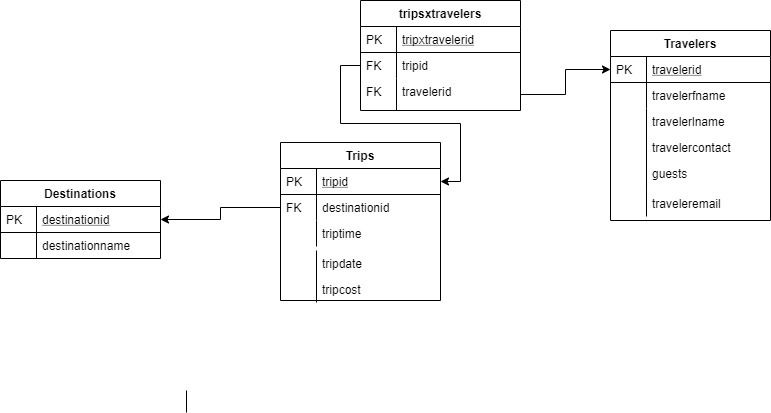 tripsxtravelers
PK tripxtravelerid
FK tripid
FK travelerid
Travelers
PK travelerid
travelerfname
travelerlname
travelercontact
guests
traveleremail
Trips
PK tripid
FK destinationid
triptime
tripdate
tripcost
Destinations
PK destinationid
destinationname